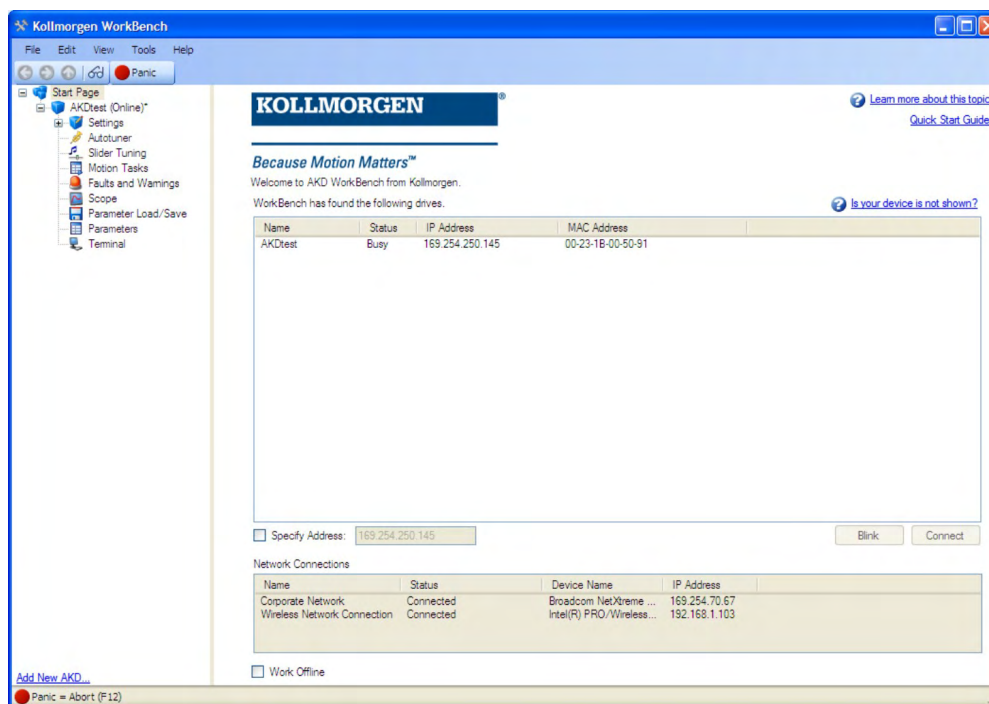 Kollmorgen WorkBench
File Edit View Tools Help
Panic
Start Page
AKDtest (Online)*
Settings
Autotuner
Slider Tuning
Motion Tasks
Faults and Warnings
Scope
Parameter Load/Save
Parameters
Terminal
Add New AKD...
KOLLMORGEN®
Because Motion Matters™
Learn more about this topic
Quick Start Guide
Welcome to AKD WorkBench from Kollmorgen.
WorkBench has found the following drives.
Is your device is not shown?
Name Status IP Address MAC Address
AKDtest Busy 169.254.250.145 00-23-1B-00-50-91
Specify Address: 169.254.250.145 Blink Connect
Network Connections
Name Status Device Name IP Address
Corporate Network Connected Broadcom NetXtreme ... 169.254.70.67
Wireless Network Connection Connected Intel(R) PRO/Wireless... 192.168.1.103
Work Offline
Panic = Abort (F12)